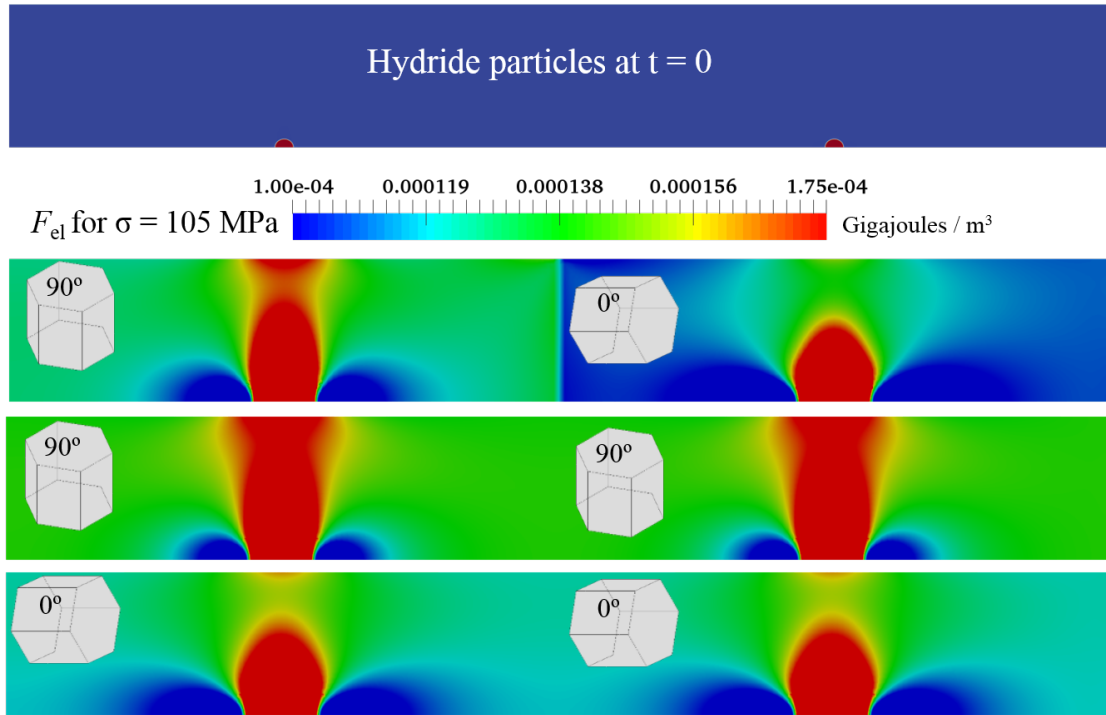 Hydride particles at t = 0
1.00e-04 0.000119 0.000138 0.000156 1.75e-04
Fel for σ = 105 MPa Gigajoules / m³
90º 0º
90º 90º
0º 0º